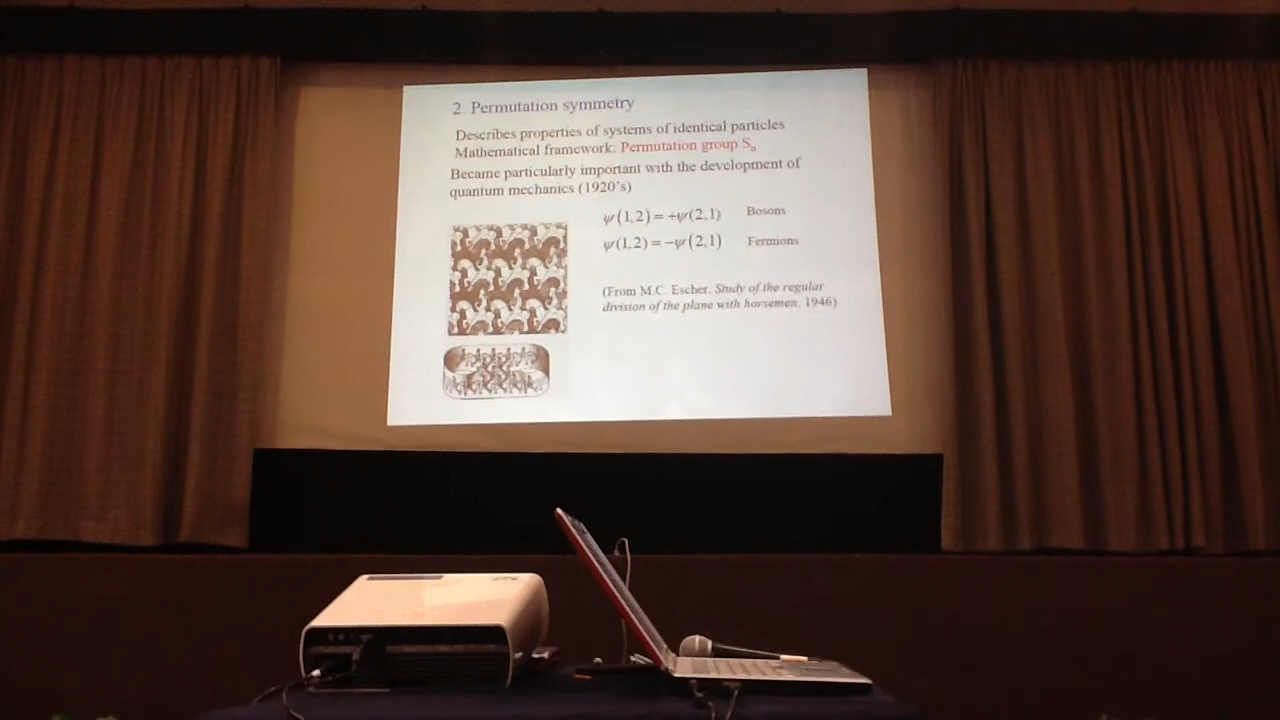 2. Permutation symmetry
Describes properties of systems of identical particles
Mathematical framework: Permutation group Sₙ
Became particularly important with the development of
quantum mechanics (1920's)
ψ(1,2)=+ψ(2,1) Bosons
ψ(1,2)=−ψ(2,1) Fermions
(From M.C. Escher, Study of the regular
division of the plane with horsemen, 1946)